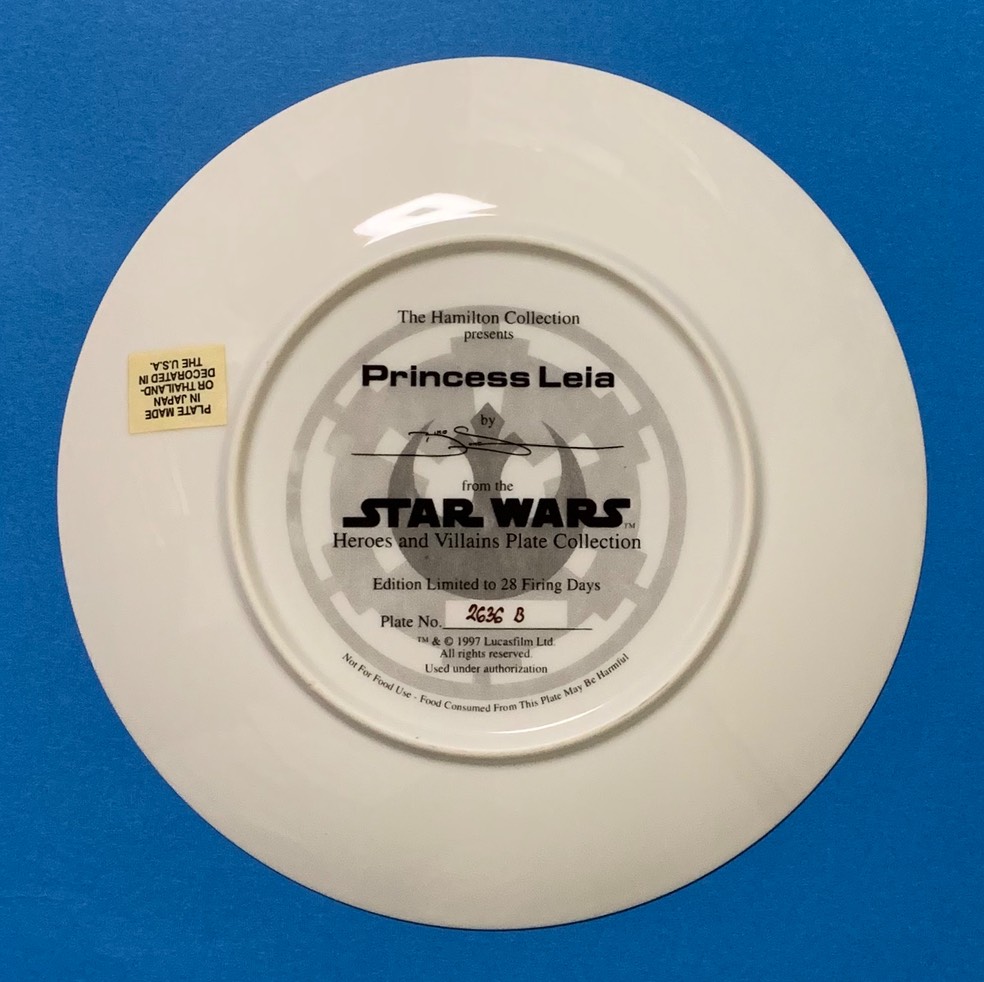 The Hamilton Collection
presents
Princess Leia
by
from the
STAR WARS™
Heroes and Villains Plate Collection
Edition Limited to 28 Firing Days
Plate No. 2636 B
™ & © 1997 Lucasfilm Ltd.
All rights reserved.
Used under authorization
Not For Food Use - Food Consumed From This Plate May Be Harmful
PLATE MADE
IN JAPAN
OR THAILAND-
DECORATED IN
THE U.S.A.